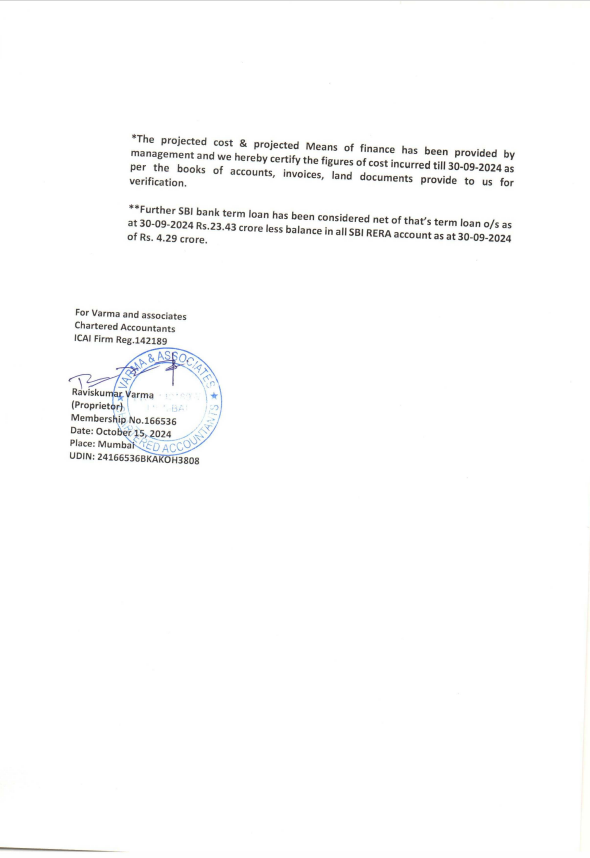 *The projected cost & projected Means of finance has been provided by
management and we hereby certify the figures of cost incurred till 30-09-2024 as
per the books of accounts, invoices, land documents provide to us for
verification.
**Further SBI bank term loan has been considered net of that's term loan o/s as
at 30-09-2024 Rs.23.43 crore less balance in all SBI RERA account as at 30-09-2024
of Rs. 4.29 crore.
For Varma and associates
Chartered Accountants
ICAI Firm Reg.142189
VARMA & ASSOCIATES
Raviskumar Varma
(Proprietor)
Membership No.166536
Date: October 15, 2024
Place: Mumbai
UDIN: 24166536BKAKOH3808
CHARTERED ACCOUNTANTS